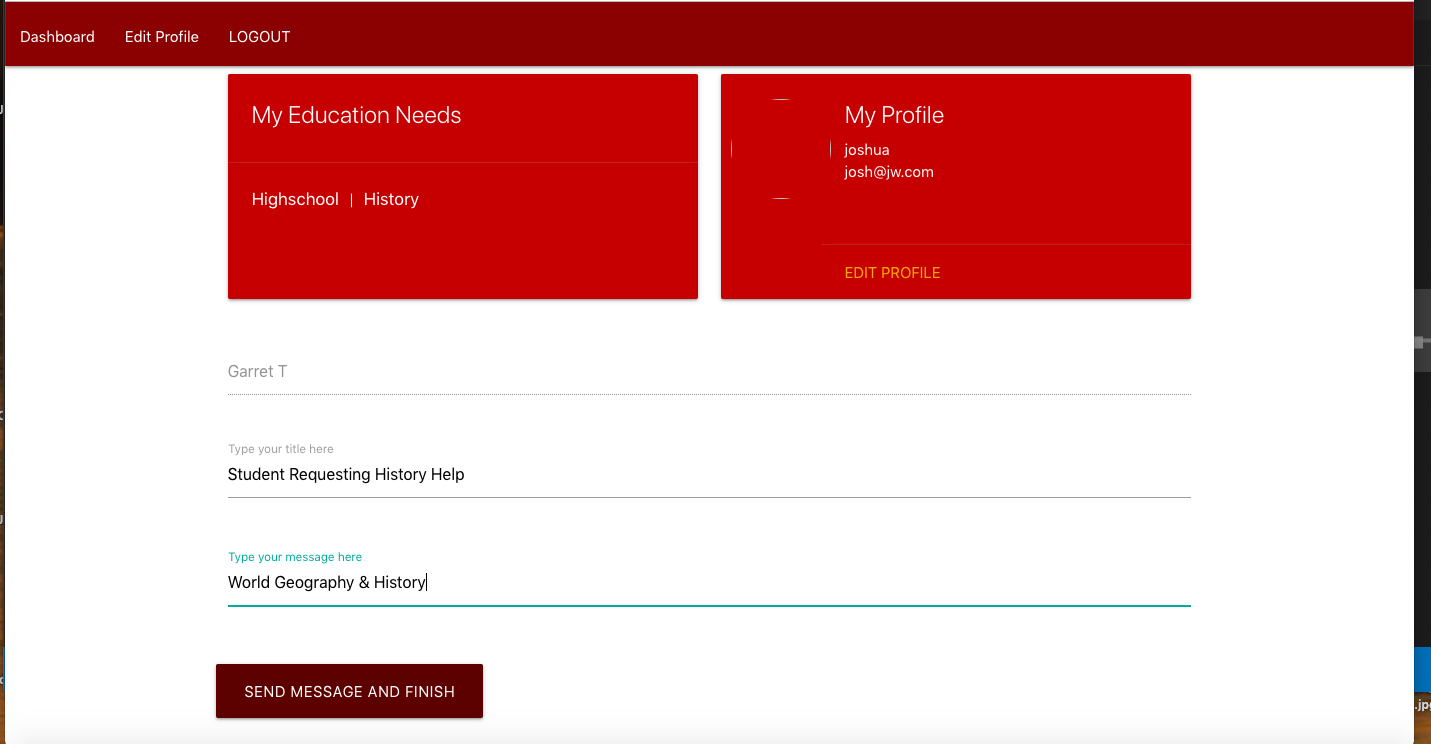 Dashboard Edit Profile LOGOUT
My Education Needs
Highschool | History
My Profile
joshua
josh@jw.com
EDIT PROFILE
Garret T
Type your title here
Student Requesting History Help
Type your message here
World Geography & History
SEND MESSAGE AND FINISH
.jpg